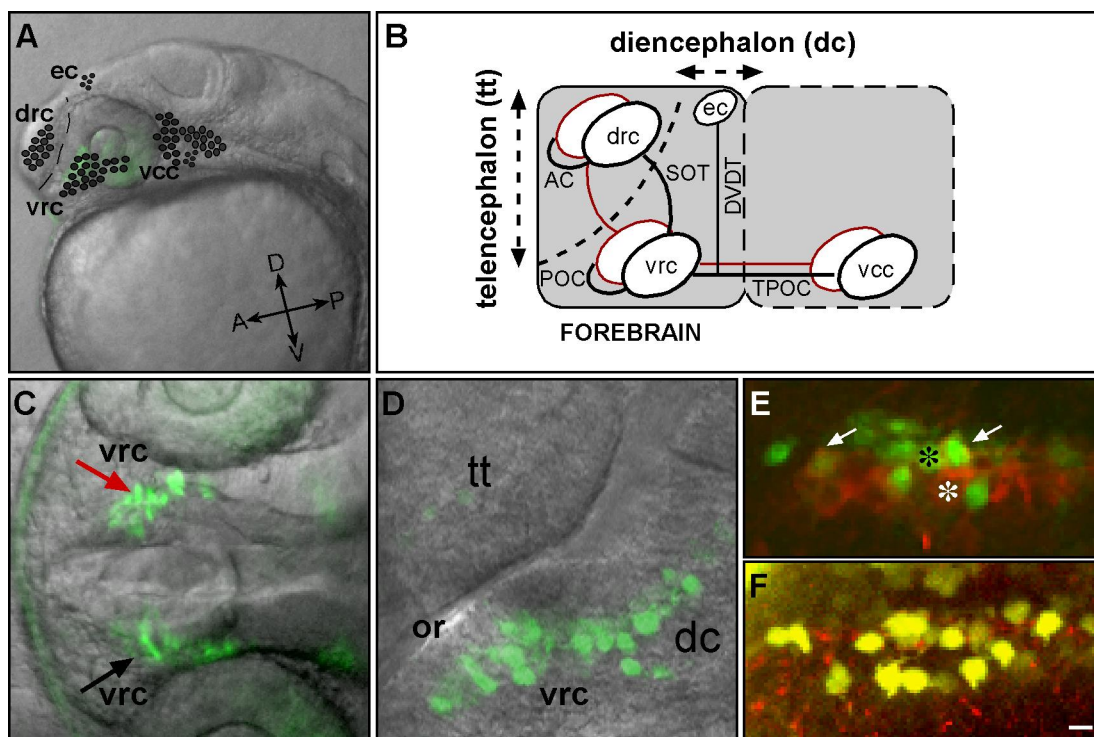 A
ec
drc
vcc
vrc
D
A
P
V
B
diencephalon (dc)
telencephalon (tt)
ec
drc
AC
SOT
DVDT
POC
vrc
vcc
TPOC
FOREBRAIN
C
vrc
vrc
D
tt
or
dc
vrc
E
*
*
F